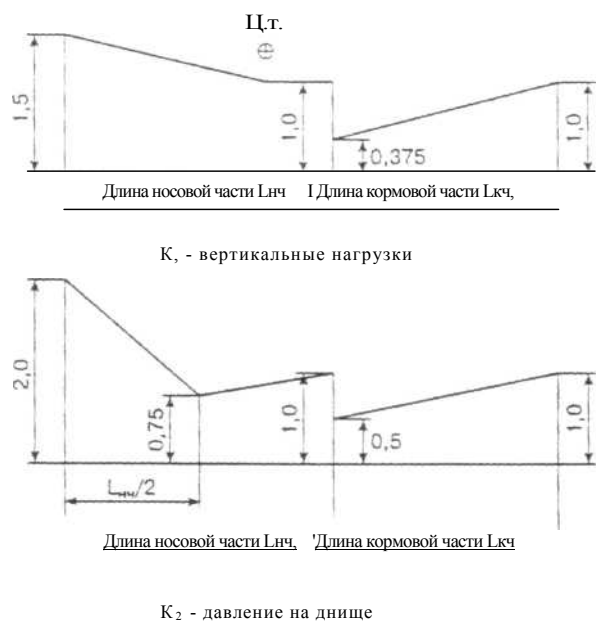 Ц.т.
1,5
1,0
0,375
1,0
Длина носовой части Lнч I Длина кормовой части Lкч,
К, - вертикальные нагрузки
2,0
0,75
1,0
0,5
1,0
Lнч/2
Длина носовой части Lнч, 'Длина кормовой части Lкч
К₂ - давление на днище